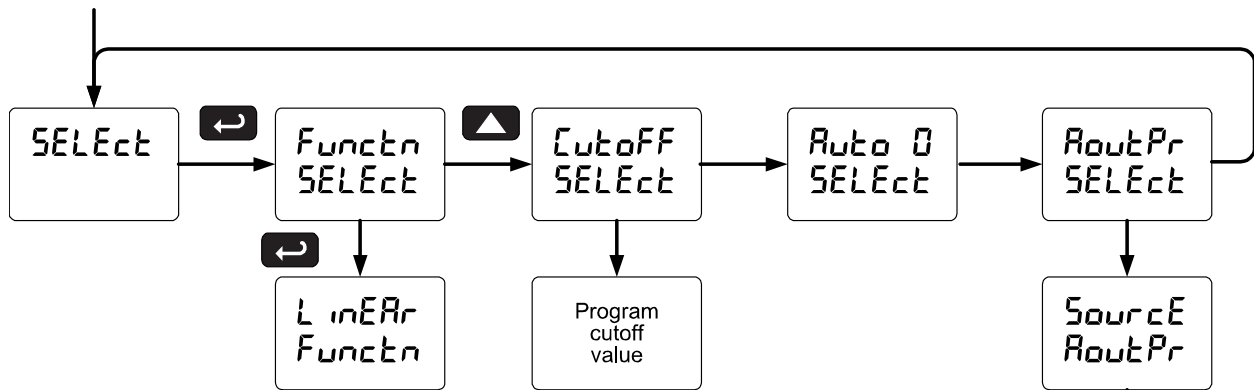 SELEct
Functn
SELEct
CutoFF
SELEct
Auto 0
SELEct
AoutPr
SELEct
LinEAr
Functn
Program
cutoff
value
SourcE
AoutPr